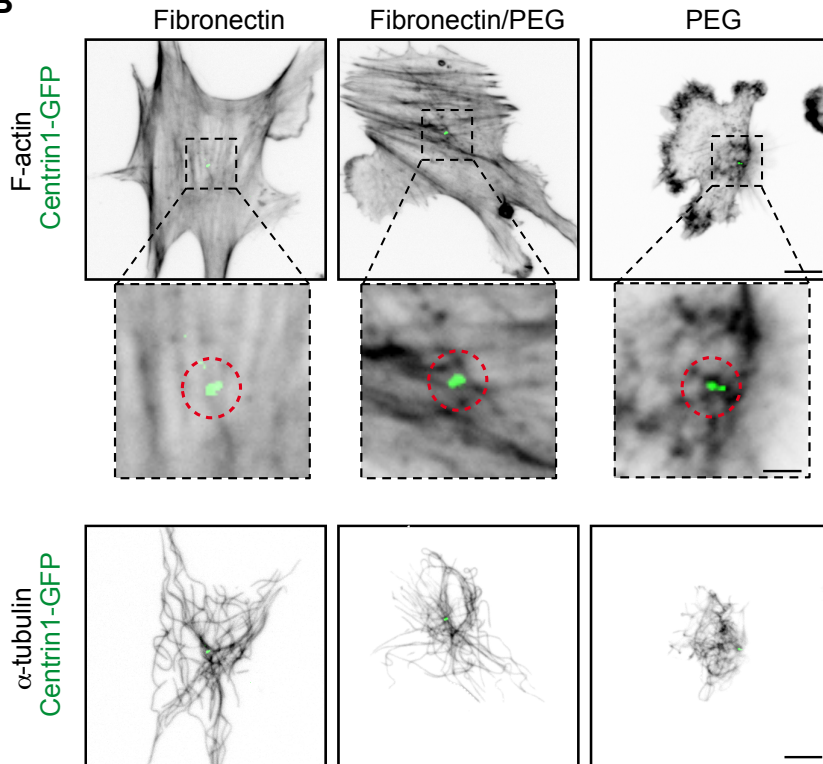 B
Fibronectin
Fibronectin/PEG
PEG
F-actin
Centrin1-GFP
α-tubulin
Centrin1-GFP